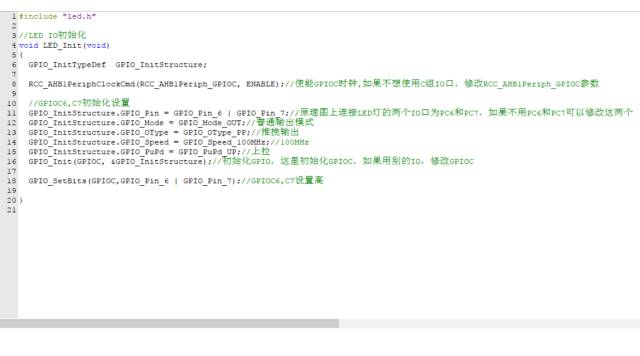 1 #include "led.h"
2
3 //LED IO初始化
4 void LED_Init(void)
5 {
6 GPIO_InitTypeDef GPIO_InitStructure;
7
8 RCC_AHB1PeriphClockCmd(RCC_AHB1Periph_GPIOC, ENABLE);//使能GPIOC时钟,如果不想使用C组IO口，修改RCC_AHB1Periph_GPIOC参数
9
10 //GPIOC6,C7初始化设置
11 GPIO_InitStructure.GPIO_Pin = GPIO_Pin_6 | GPIO_Pin_7;//原理图上连接LED灯的两个IO口为PC6和PC7，如果不用PC6和PC7可以修改这两个
12 GPIO_InitStructure.GPIO_Mode = GPIO_Mode_OUT;//普通输出模式
13 GPIO_InitStructure.GPIO_OType = GPIO_OType_PP;//推挽输出
14 GPIO_InitStructure.GPIO_Speed = GPIO_Speed_100MHz;//100MHz
15 GPIO_InitStructure.GPIO_PuPd = GPIO_PuPd_UP;//上拉
16 GPIO_Init(GPIOC, &GPIO_InitStructure);//初始化GPIO，这里初始化GPIOC，如果用别的IO，修改GPIOC
17
18 GPIO_SetBits(GPIOC,GPIO_Pin_6 | GPIO_Pin_7);//GPIOC6,C7设置高
19
20 }
21